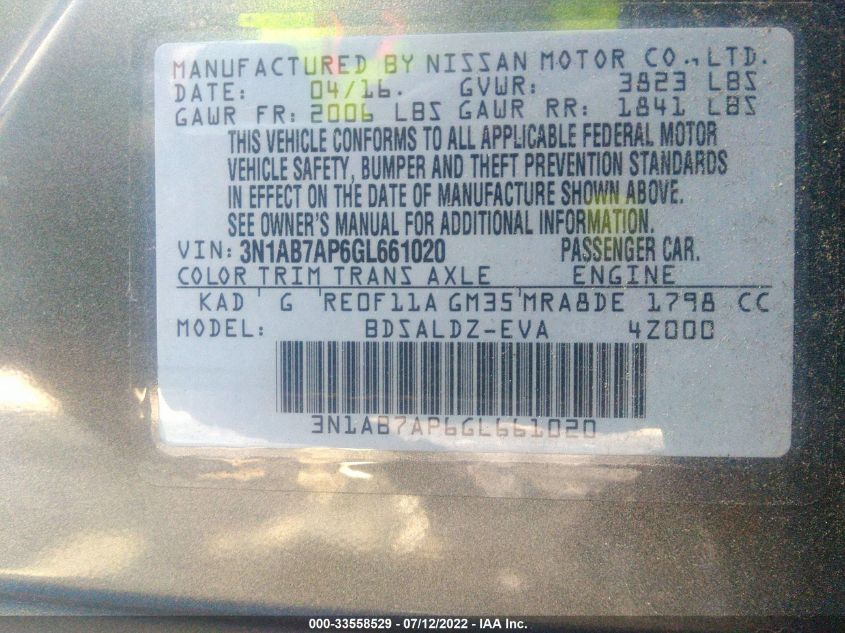 MANUFACTURED BY NISSAN MOTOR CO., LTD.
DATE: 04/16. GVWR: 3823 LBS
GAWR FR: 2006 LBS GAWR RR: 1841 LBS
THIS VEHICLE CONFORMS TO ALL APPLICABLE FEDERAL MOTOR
VEHICLE SAFETY, BUMPER AND THEFT PREVENTION STANDARDS
IN EFFECT ON THE DATE OF MANUFACTURE SHOWN ABOVE.
SEE OWNER'S MANUAL FOR ADDITIONAL INFORMATION.
VIN: 3N1AB7AP6GL661020 PASSENGER CAR.
COLOR TRIM TRANS AXLE ENGINE
KAD G RE0F11A GM35 MRA8DE 1798 CC
MODEL: BDSALDZ-EVA 4Z000
3N1AB7AP6GL661020
000-33558529 - 07/12/2022 - IAA Inc.